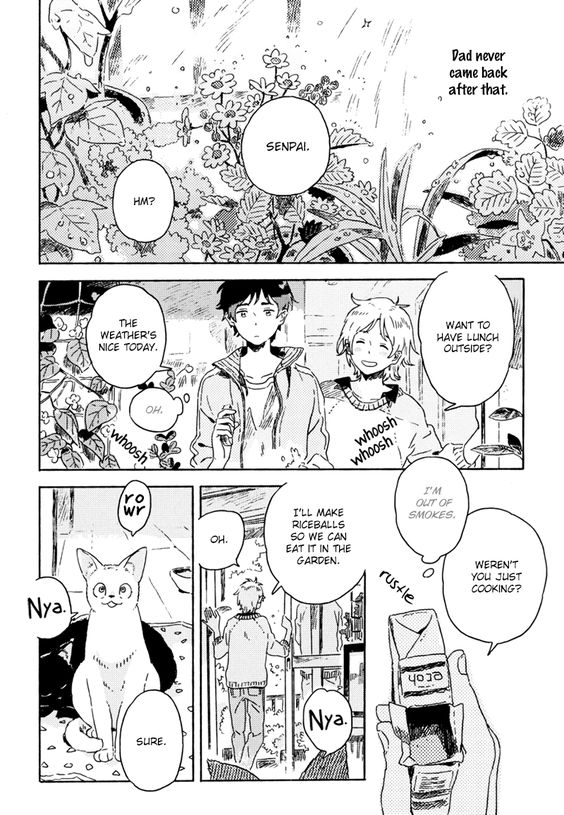 Dad never
came back
after that.
SENPAI.
HM?
WANT TO
HAVE LUNCH
OUTSIDE?
whoosh
whoosh
THE
WEATHER'S
NICE TODAY.
OH.
whoosh
I'M
OUT OF
SMOKES.
WEREN'T
YOU JUST
COOKING?
rustle
I'LL MAKE
RICEBALLS
SO WE CAN
EAT IT IN THE
GARDEN.
OH.
Nya.
ro
wr
Nya.
SURE.